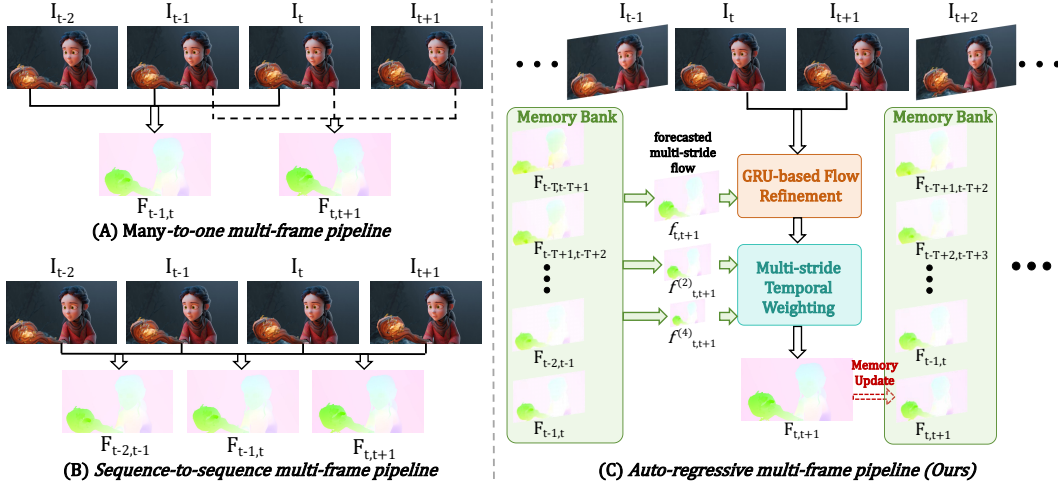 I_{t-2} I_{t-1} I_t I_{t+1}
F_{t-1,t} F_{t,t+1}
(A) Many-to-one multi-frame pipeline
I_{t-2} I_{t-1} I_t I_{t+1}
F_{t-2,t-1} F_{t-1,t} F_{t,t+1}
(B) Sequence-to-sequence multi-frame pipeline
I_{t-1} I_t I_{t+1} I_{t+2}
Memory Bank
F_{t-T,t-T+1}
F_{t-T+1,t-T+2}
F_{t-2,t-1}
F_{t-1,t}
forecasted
multi-stride
flow
f_{t,t+1}
f^{(2)}_{t,t+1}
f^{(4)}_{t,t+1}
GRU-based Flow
Refinement
Multi-stride
Temporal
Weighting
F_{t,t+1}
Memory
Update
Memory Bank
F_{t-T+1,t-T+2}
F_{t-T+2,t-T+3}
F_{t-1,t}
F_{t,t+1}
(C) Auto-regressive multi-frame pipeline (Ours)